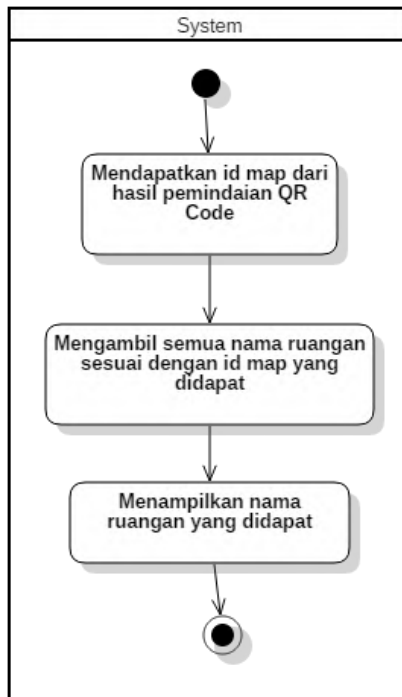 System
Mendapatkan id map dari
hasil pemindaian QR
Code
Mengambil semua nama ruangan
sesuai dengan id map yang
didapat
Menampilkan nama
ruangan yang didapat